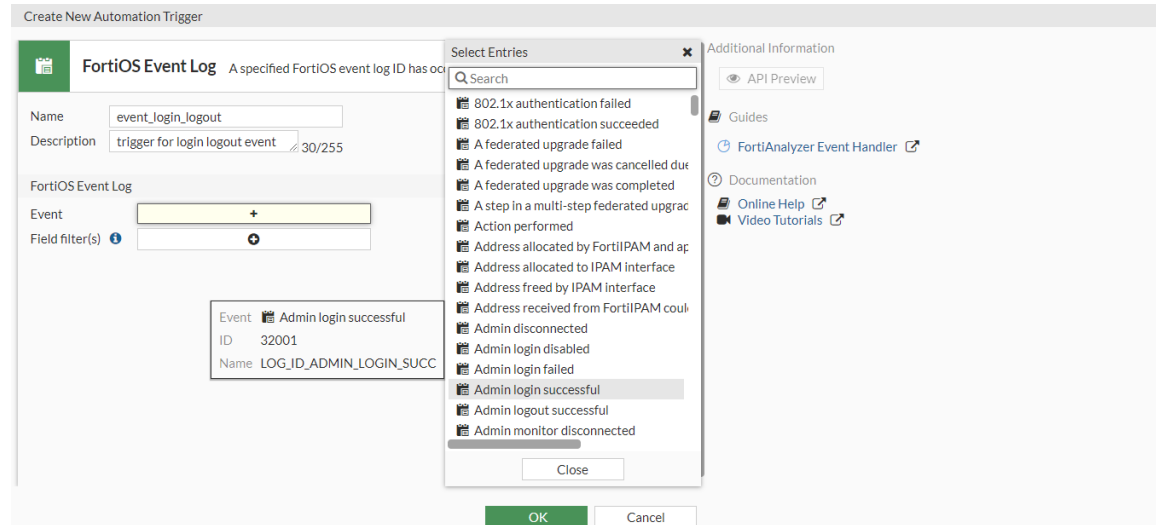 Create New Automation Trigger
FortiOS Event Log A specified FortiOS event log ID has oc
Name event_login_logout
Description trigger for login logout event 30/255
FortiOS Event Log
Event +
Field filter(s)
Event Admin login successful
ID 32001
Name LOG_ID_ADMIN_LOGIN_SUCC
Select Entries
Search
802.1x authentication failed
802.1x authentication succeeded
A federated upgrade failed
A federated upgrade was cancelled due
A federated upgrade was completed
A step in a multi-step federated upgrad
Action performed
Address allocated by FortiIPAM and ap
Address allocated to IPAM interface
Address freed by IPAM interface
Address received from FortiIPAM coul
Admin disconnected
Admin login disabled
Admin login failed
Admin login successful
Admin logout successful
Admin monitor disconnected
Close
Additional Information
API Preview
Guides
FortiAnalyzer Event Handler
Documentation
Online Help
Video Tutorials
OK Cancel